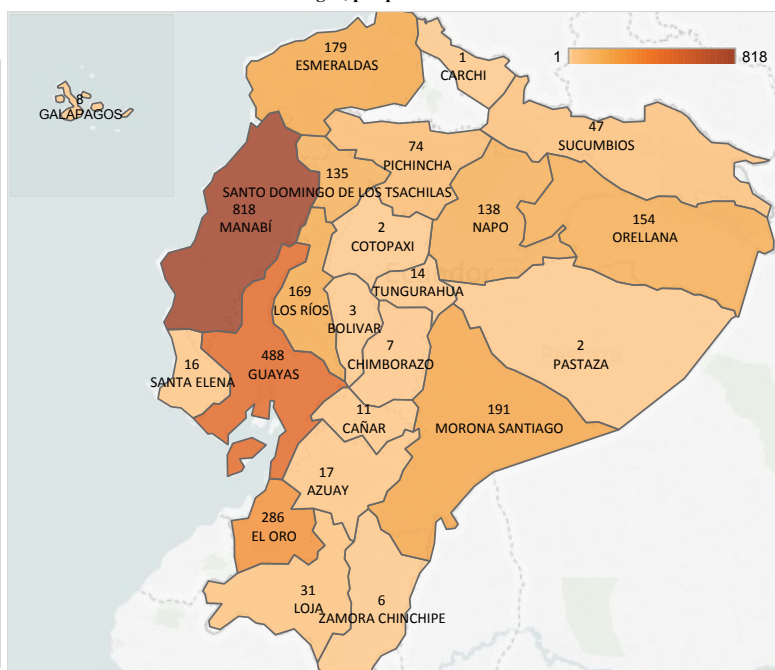 179
ESMERALDAS
1
CARCHI
1
818
8
GALÁPAGOS
47
SUCUMBIOS
74
PICHINCHA
135
SANTO DOMINGO DE LOS TSACHILAS
818
MANABÍ
138
NAPO
154
ORELLANA
2
COTOPAXI
14
TUNGURAHUA
169
LOS RÍOS
3
BOLIVAR
7
CHIMBORAZO
2
PASTAZA
16
SANTA ELENA
488
GUAYAS
11
CAÑAR
191
MORONA SANTIAGO
17
AZUAY
286
EL ORO
31
LOJA
6
ZAMORA CHINCHIPE